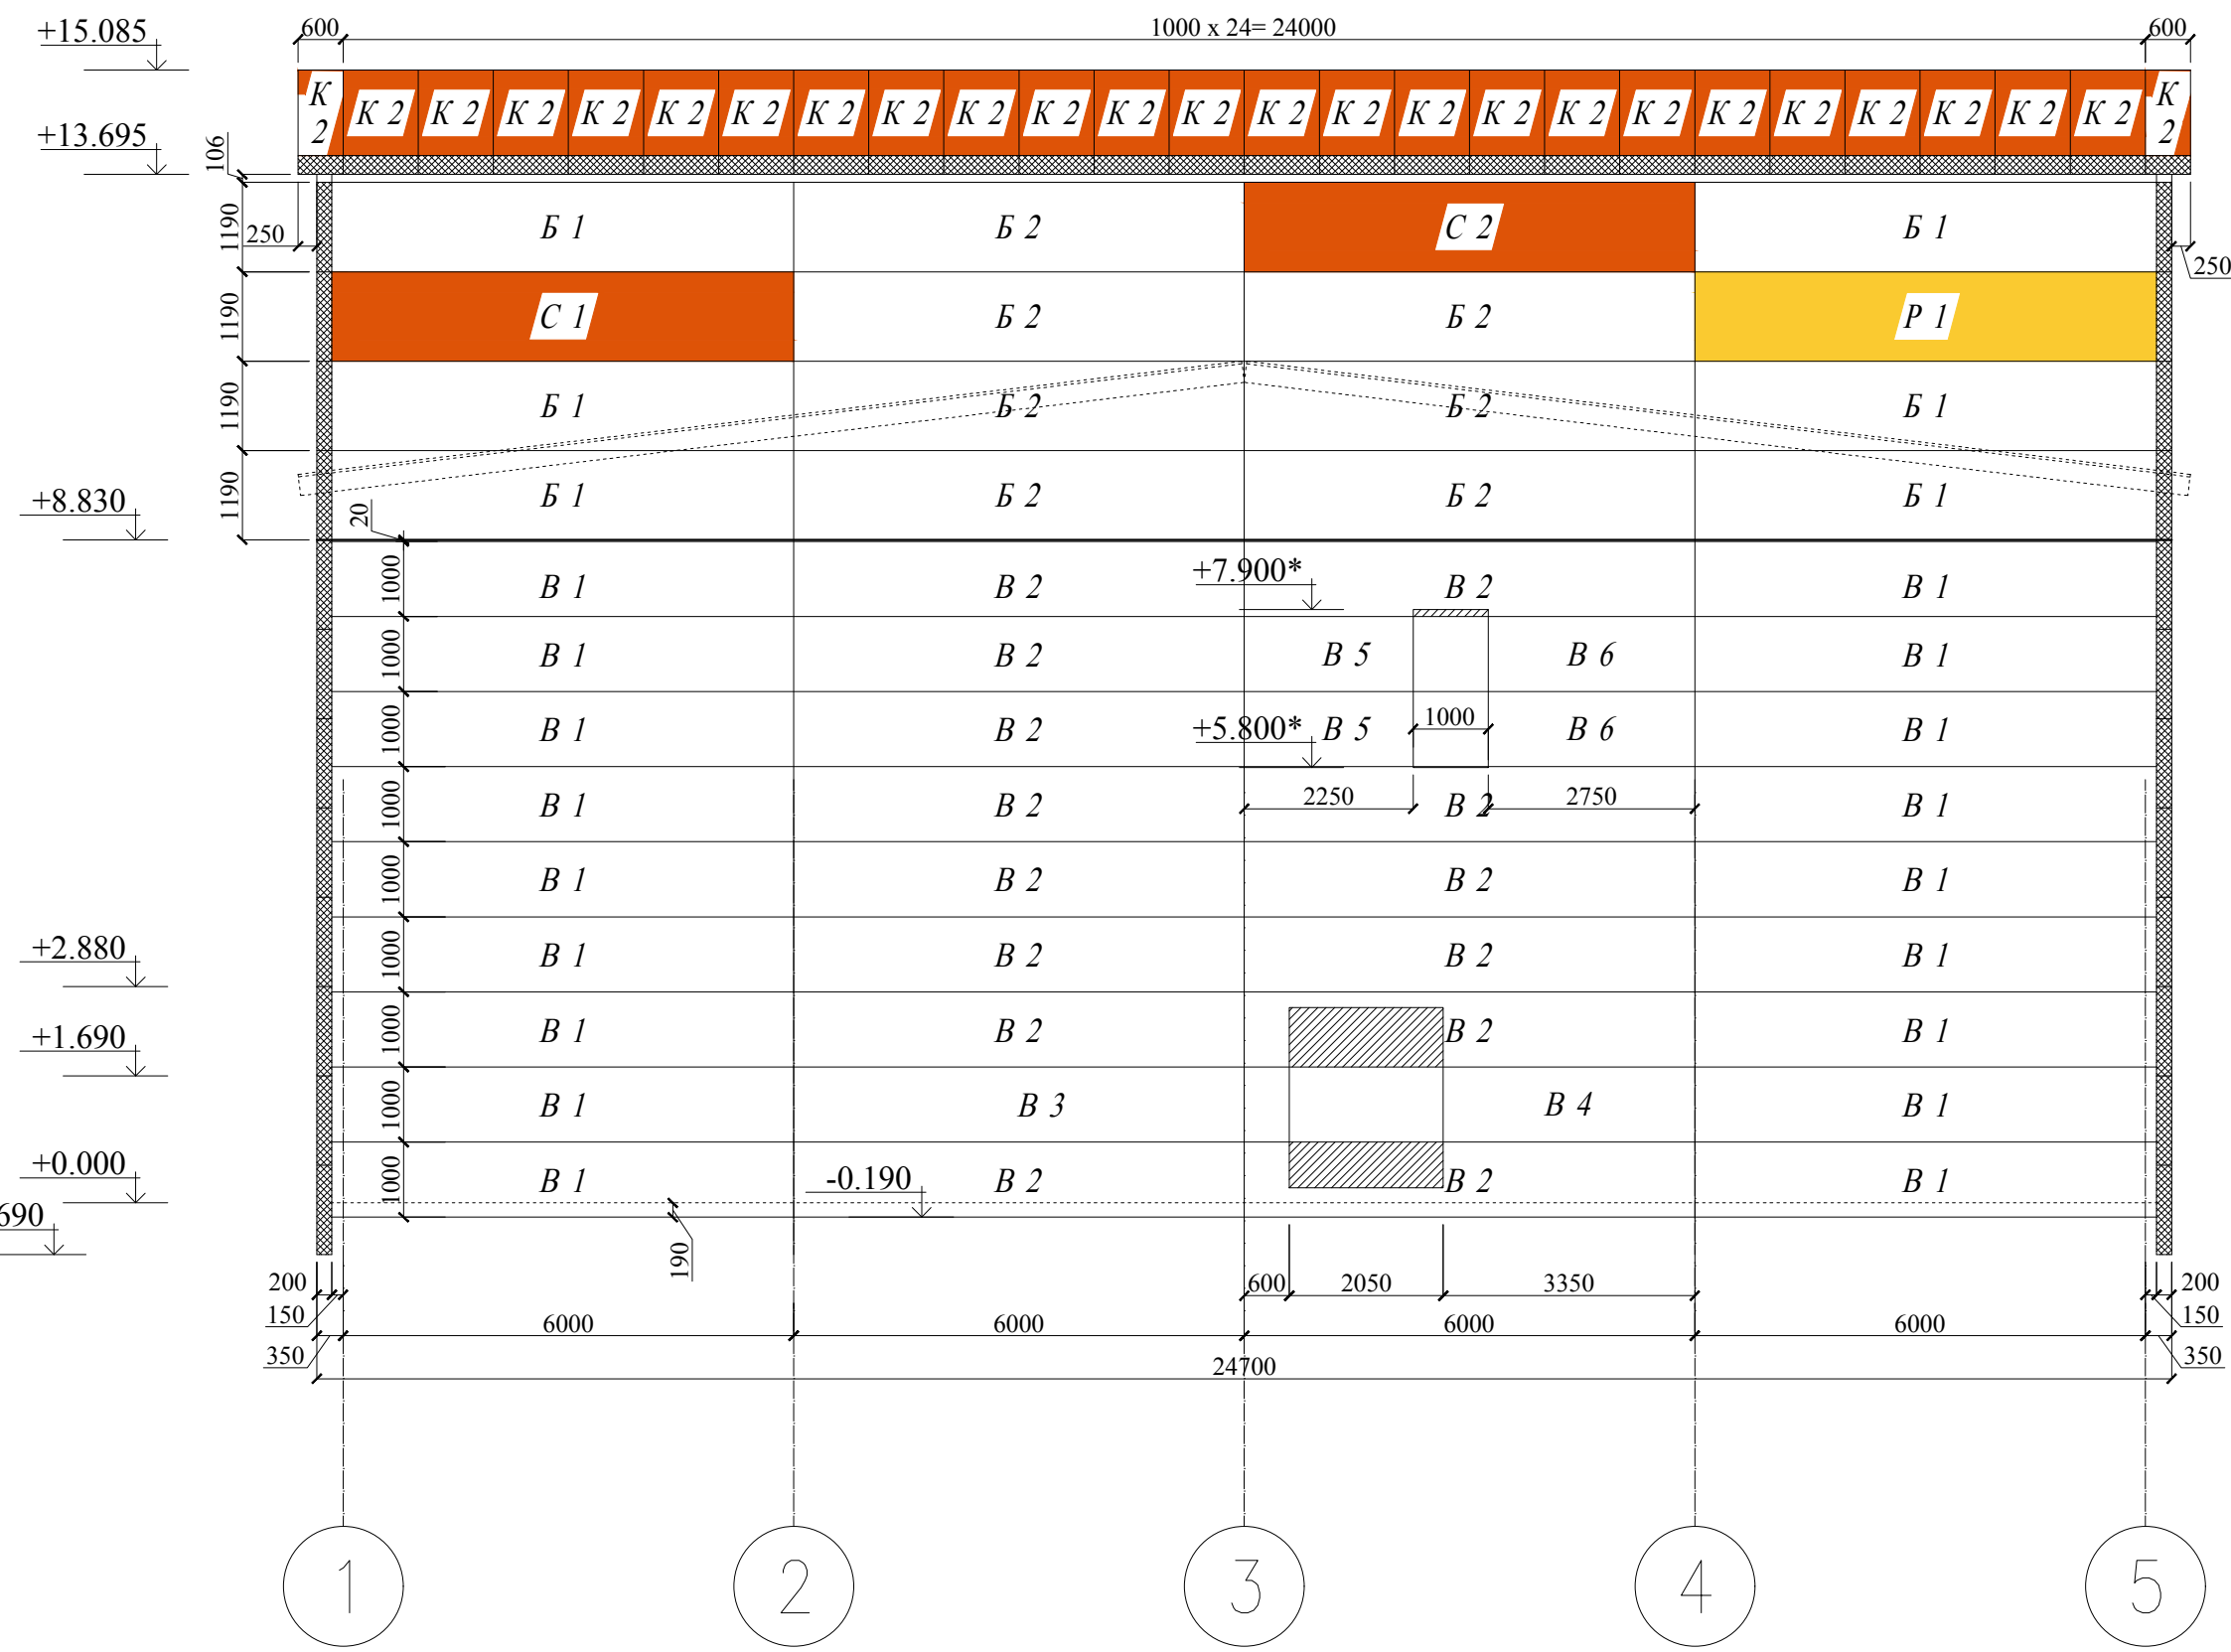 +15.085 600 1000 x 24= 24000 600
К 2 К 2 К 2 К 2 К 2 К 2 К 2 К 2 К 2 К 2 К 2 К 2 К 2 К 2 К 2 К 2 К 2 К 2 К 2 К 2 К 2 К 2 К 2 К 2 К 2 К 2
+13.695
106
1190 250 Б 1 Б 2 С 2 Б 1 250
1190 С 1 Б 2 Б 2 Р 1
1190 Б 1 Б 2 Б 2 Б 1
+8.830 1190 20 Б 1 Б 2 Б 2 Б 1
1000 В 1 В 2 +7.900* В 2 В 1
1000 В 1 В 2 В 5 В 6 В 1
1000 В 1 В 2 +5.800* В 5 1000 В 6 В 1
1000 В 1 В 2 2250 В 2 2750 В 1
1000 В 1 В 2 В 2 В 1
+2.880 1000 В 1 В 2 В 2 В 1
+1.690 1000 В 1 В 2 В 2 В 1
1000 В 1 В 3 В 4 В 1
+0.000 1000 В 1 -0.190 В 2 В 2 В 1
690
190
200 600 2050 3350 200
150 150
6000 6000 6000 6000
350 24700 350
1 2 3 4 5